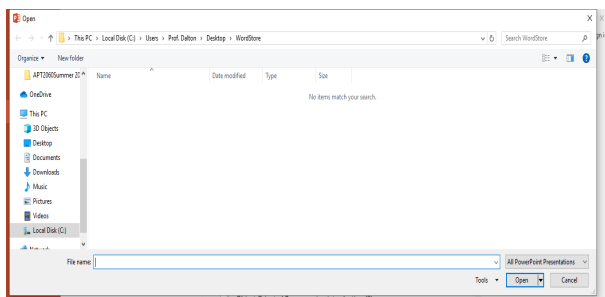 Open
This PC > Local Disk (C:) > Users > Prof. Dalton > Desktop > WordStore
Search WordStore
Organize New folder
Name Date modified Type Size
No items match your search.
APT2060Summer 20
OneDrive
This PC
3D Objects
Desktop
Documents
Downloads
Music
Pictures
Videos
Local Disk (C:)
File name:
All PowerPoint Presentations
Tools Open Cancel